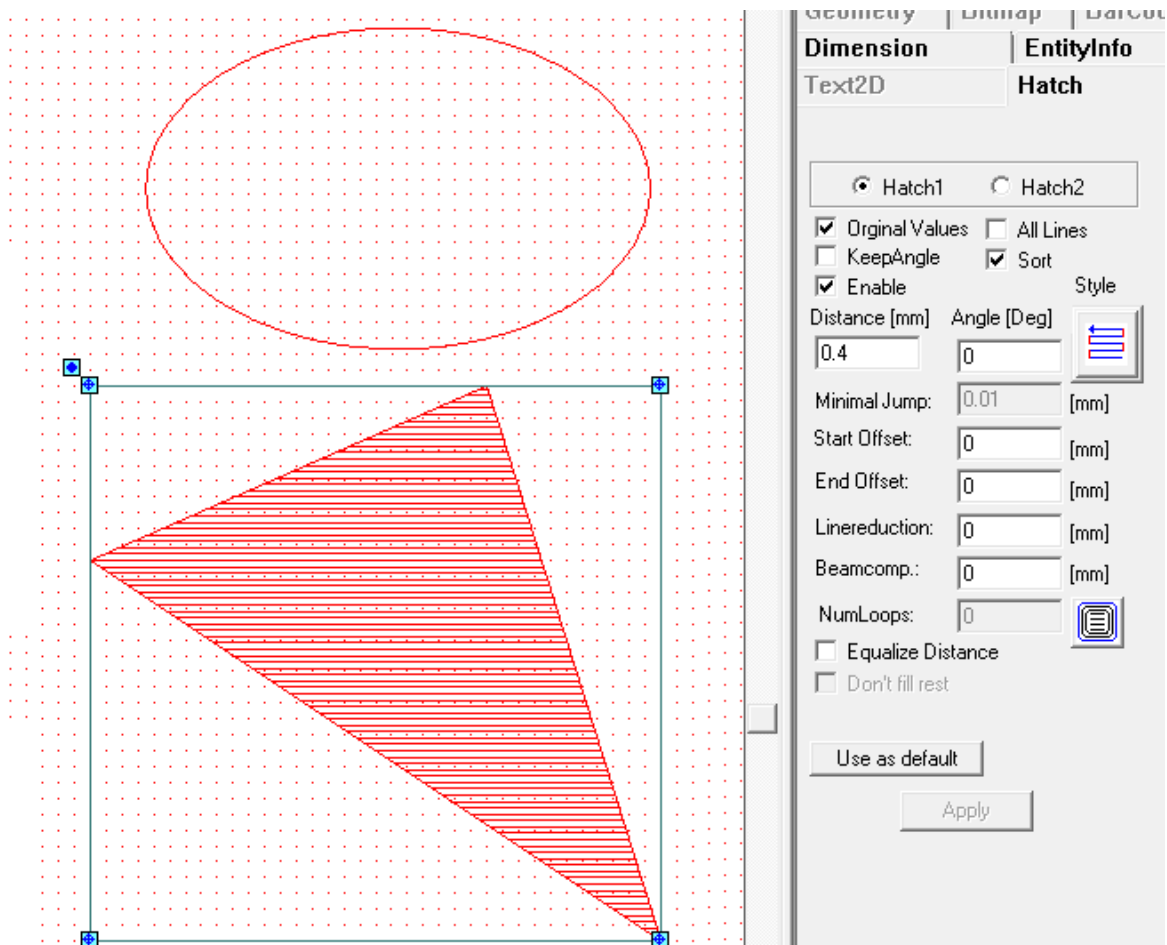 Geometry Bitmap
Dimension EntityInfo
Text2D Hatch
Hatch1 Hatch2
Orginal Values All Lines
KeepAngle Sort
Enable Style
Distance [mm] Angle [Deg]
0.4 0
Minimal Jump: 0.01 [mm]
Start Offset: 0 [mm]
End Offset: 0 [mm]
Linereduction: 0 [mm]
Beamcomp.: 0 [mm]
NumLoops: 0
Equalize Distance
Don't fill rest
Use as default
Apply